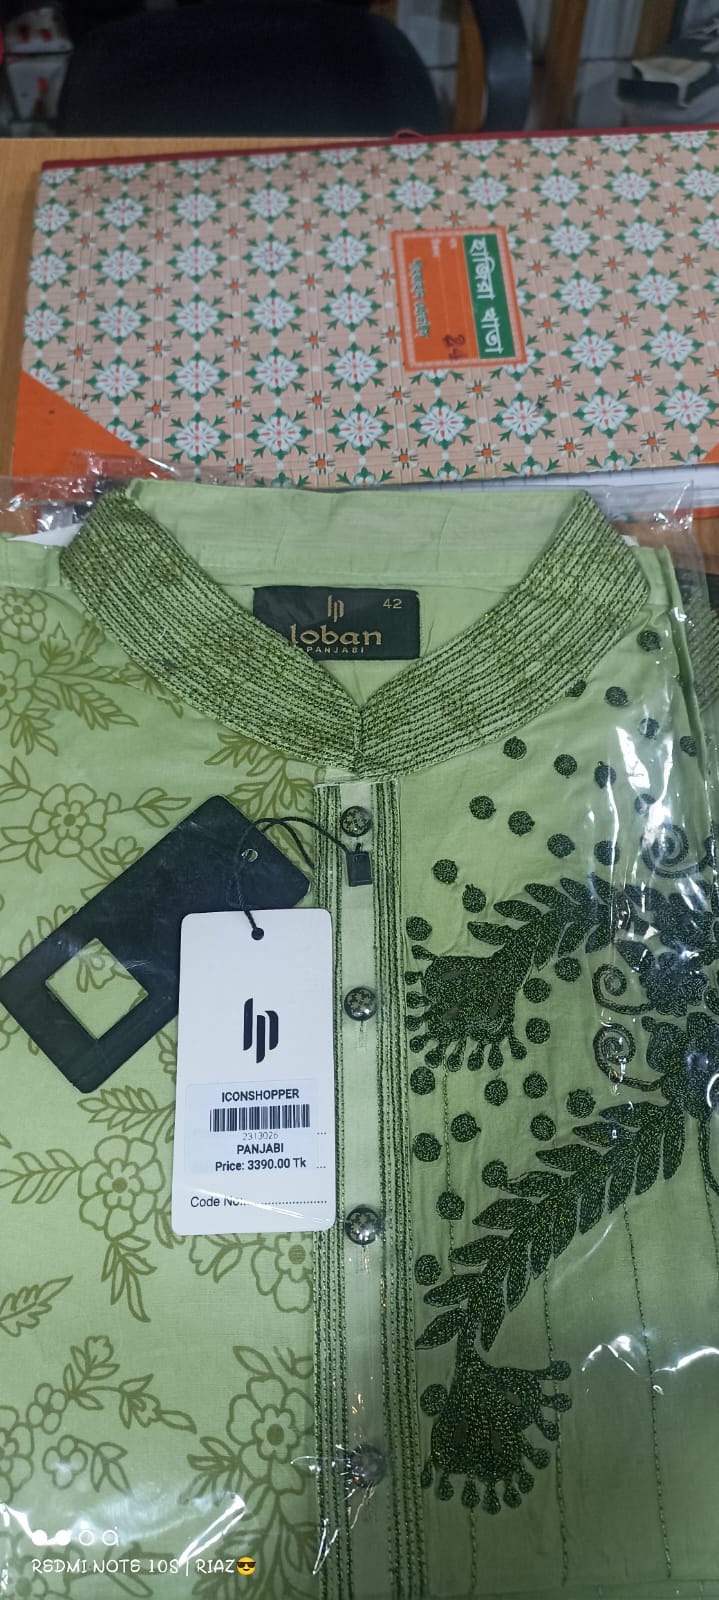 হাজিরা খাতা
24
lp 42
loban
PANJABI
lp
ICONSHOPPER
2313026
PANJABI
Price: 3390.00 Tk
Code No.:
REDMI NOTE 10S | RIAZ😎